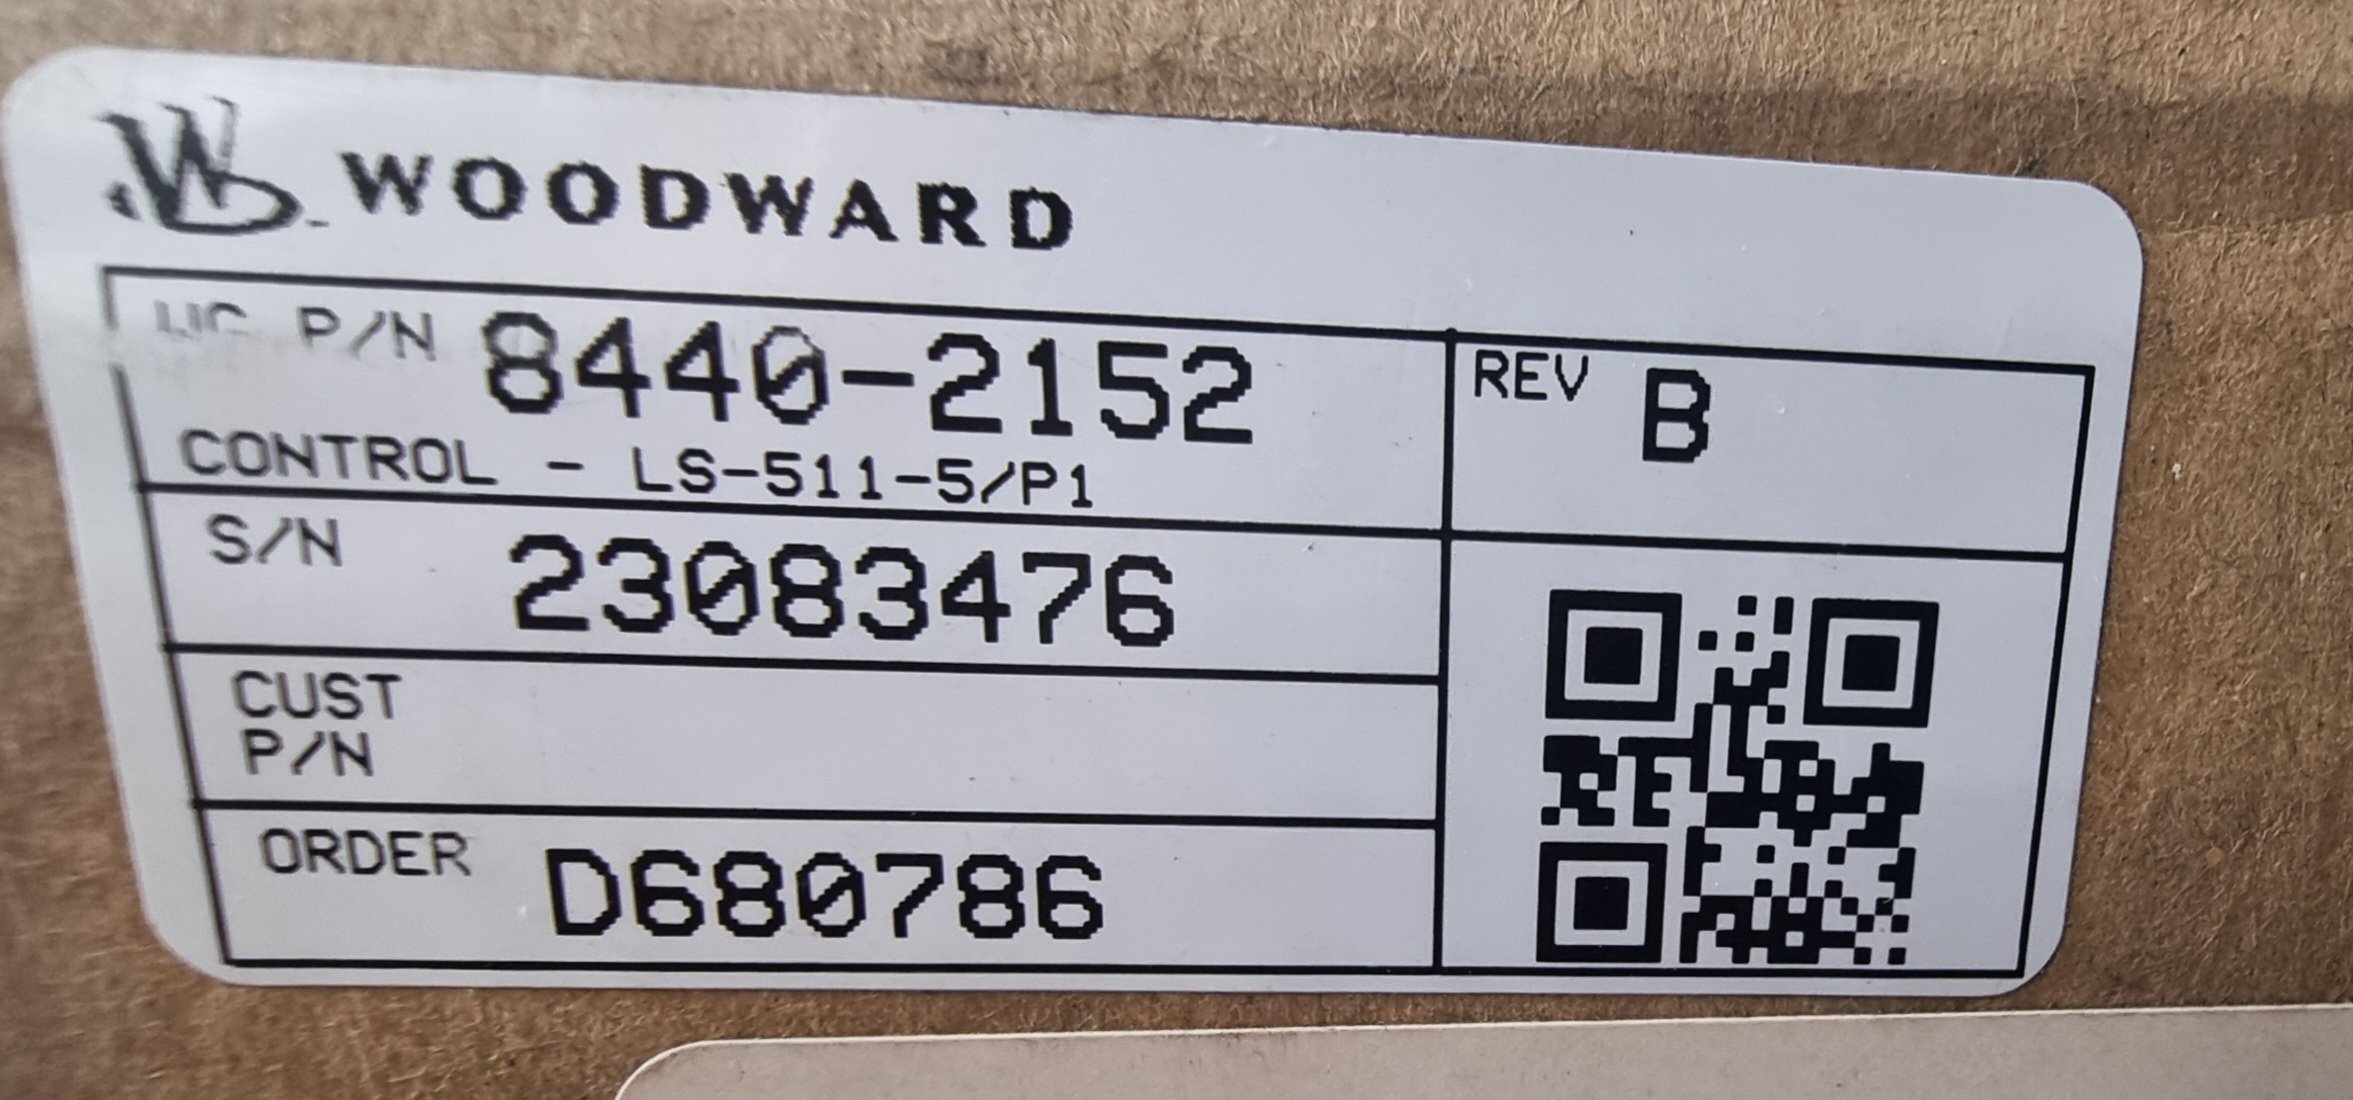 WOODWARD
P/N 8440-2152
CONTROL - LS-511-5/P1
REV B
S/N 23083476
CUST
P/N
ORDER D680786